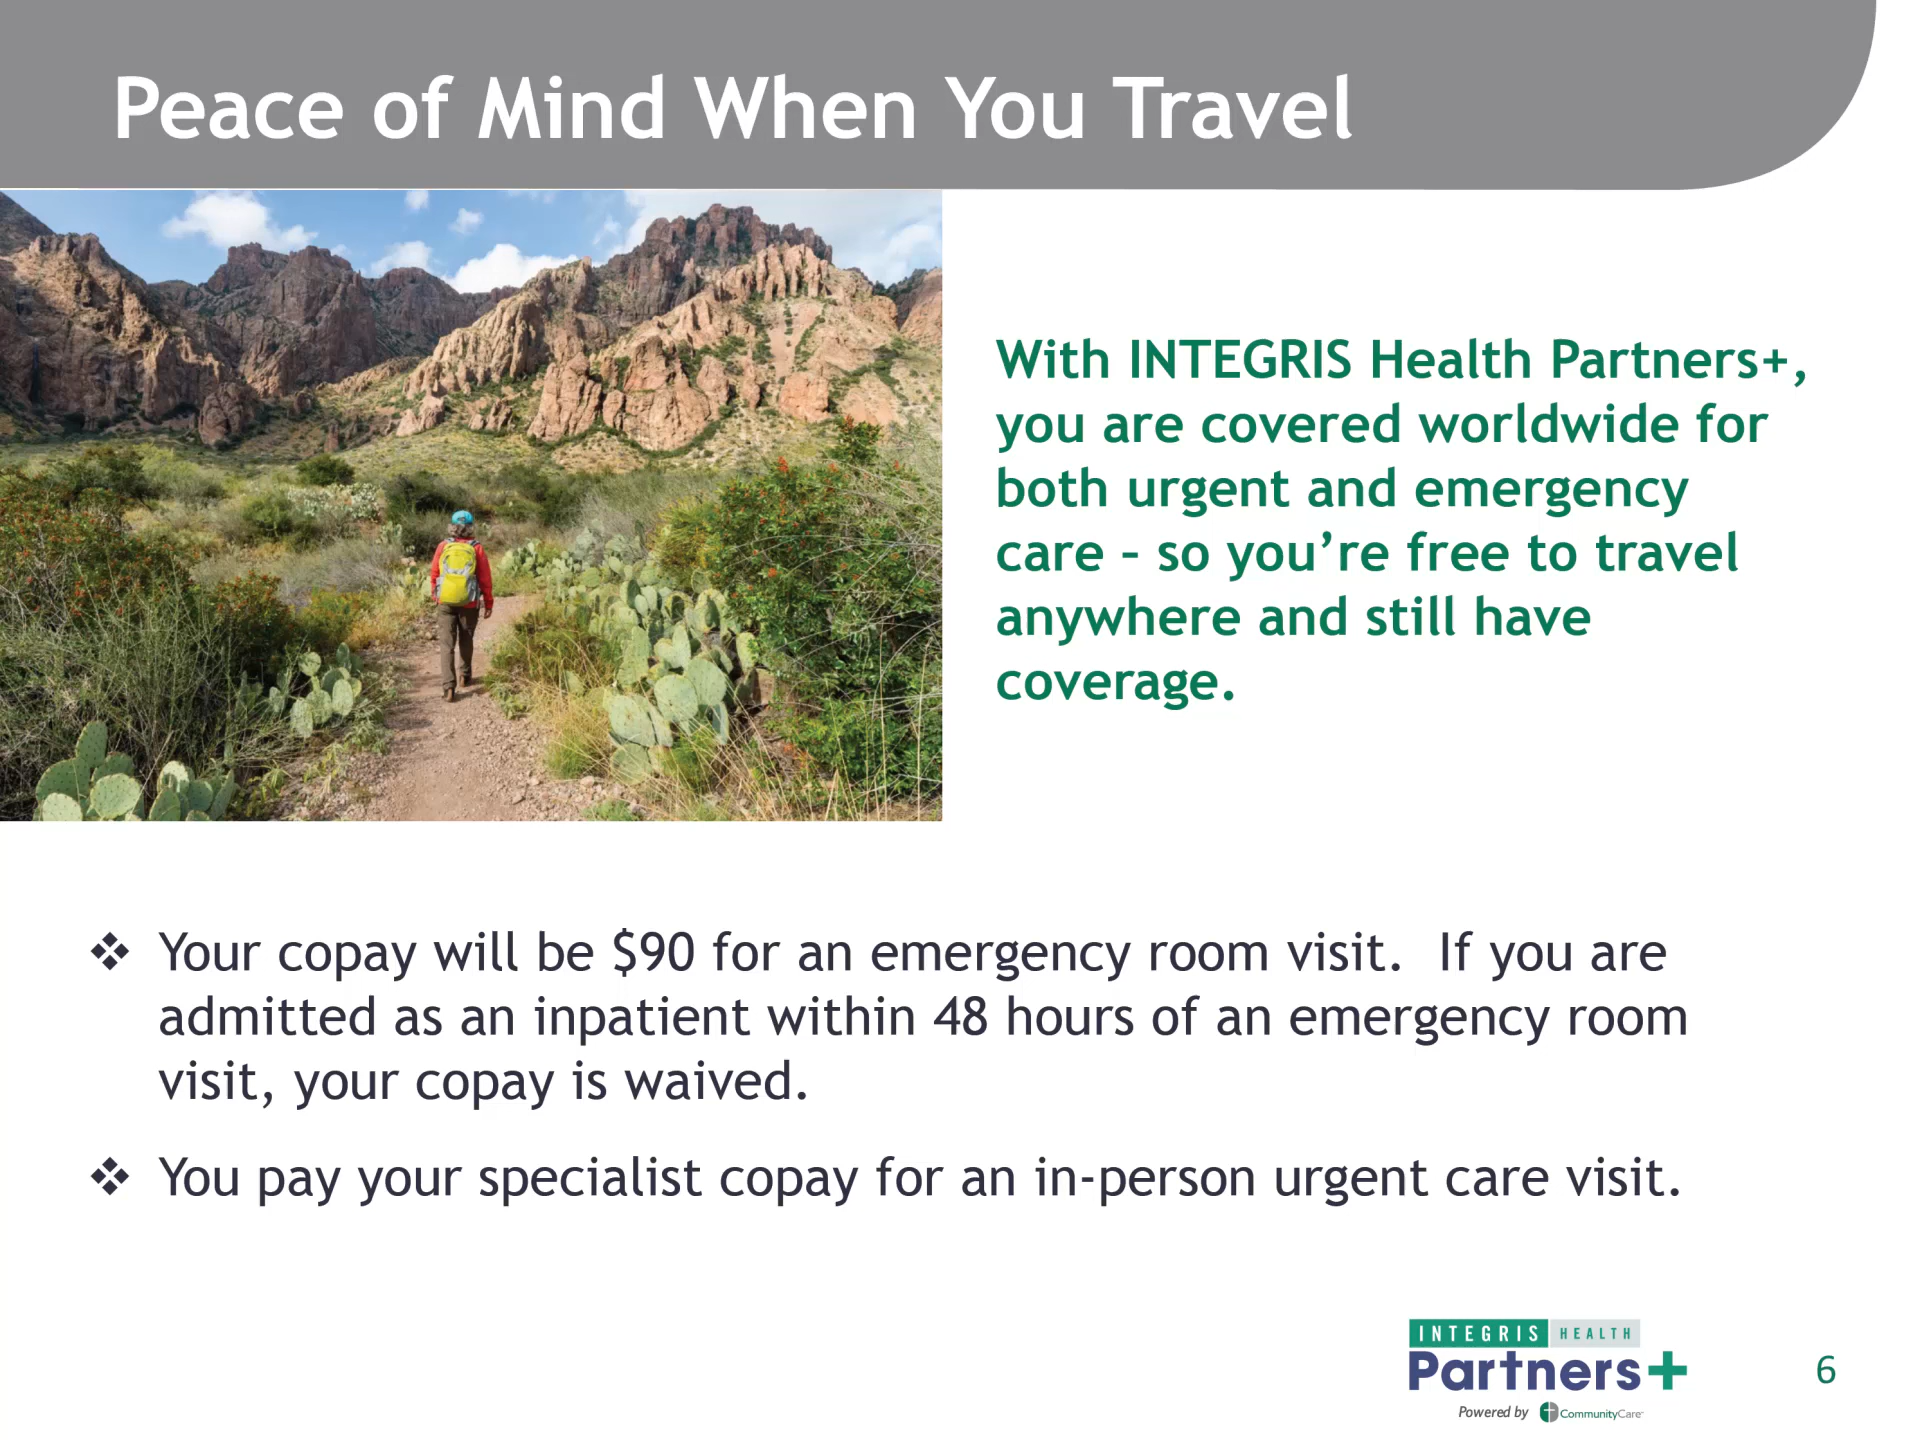 Peace of Mind When You Travel
With INTEGRIS Health Partners+,
you are covered worldwide for
both urgent and emergency
care – so you’re free to travel
anywhere and still have
coverage.
❖ Your copay will be $90 for an emergency room visit.  If you are
admitted as an inpatient within 48 hours of an emergency room
visit, your copay is waived.
❖ You pay your specialist copay for an in-person urgent care visit.
INTEGRIS HEALTH
Partners+
Powered by CommunityCare
6